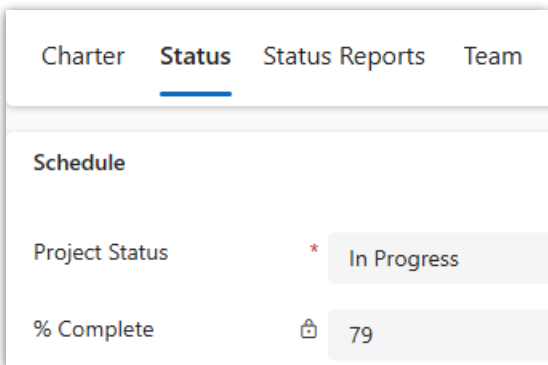 Charter Status Status Reports Team
Schedule
Project Status * In Progress
% Complete 79